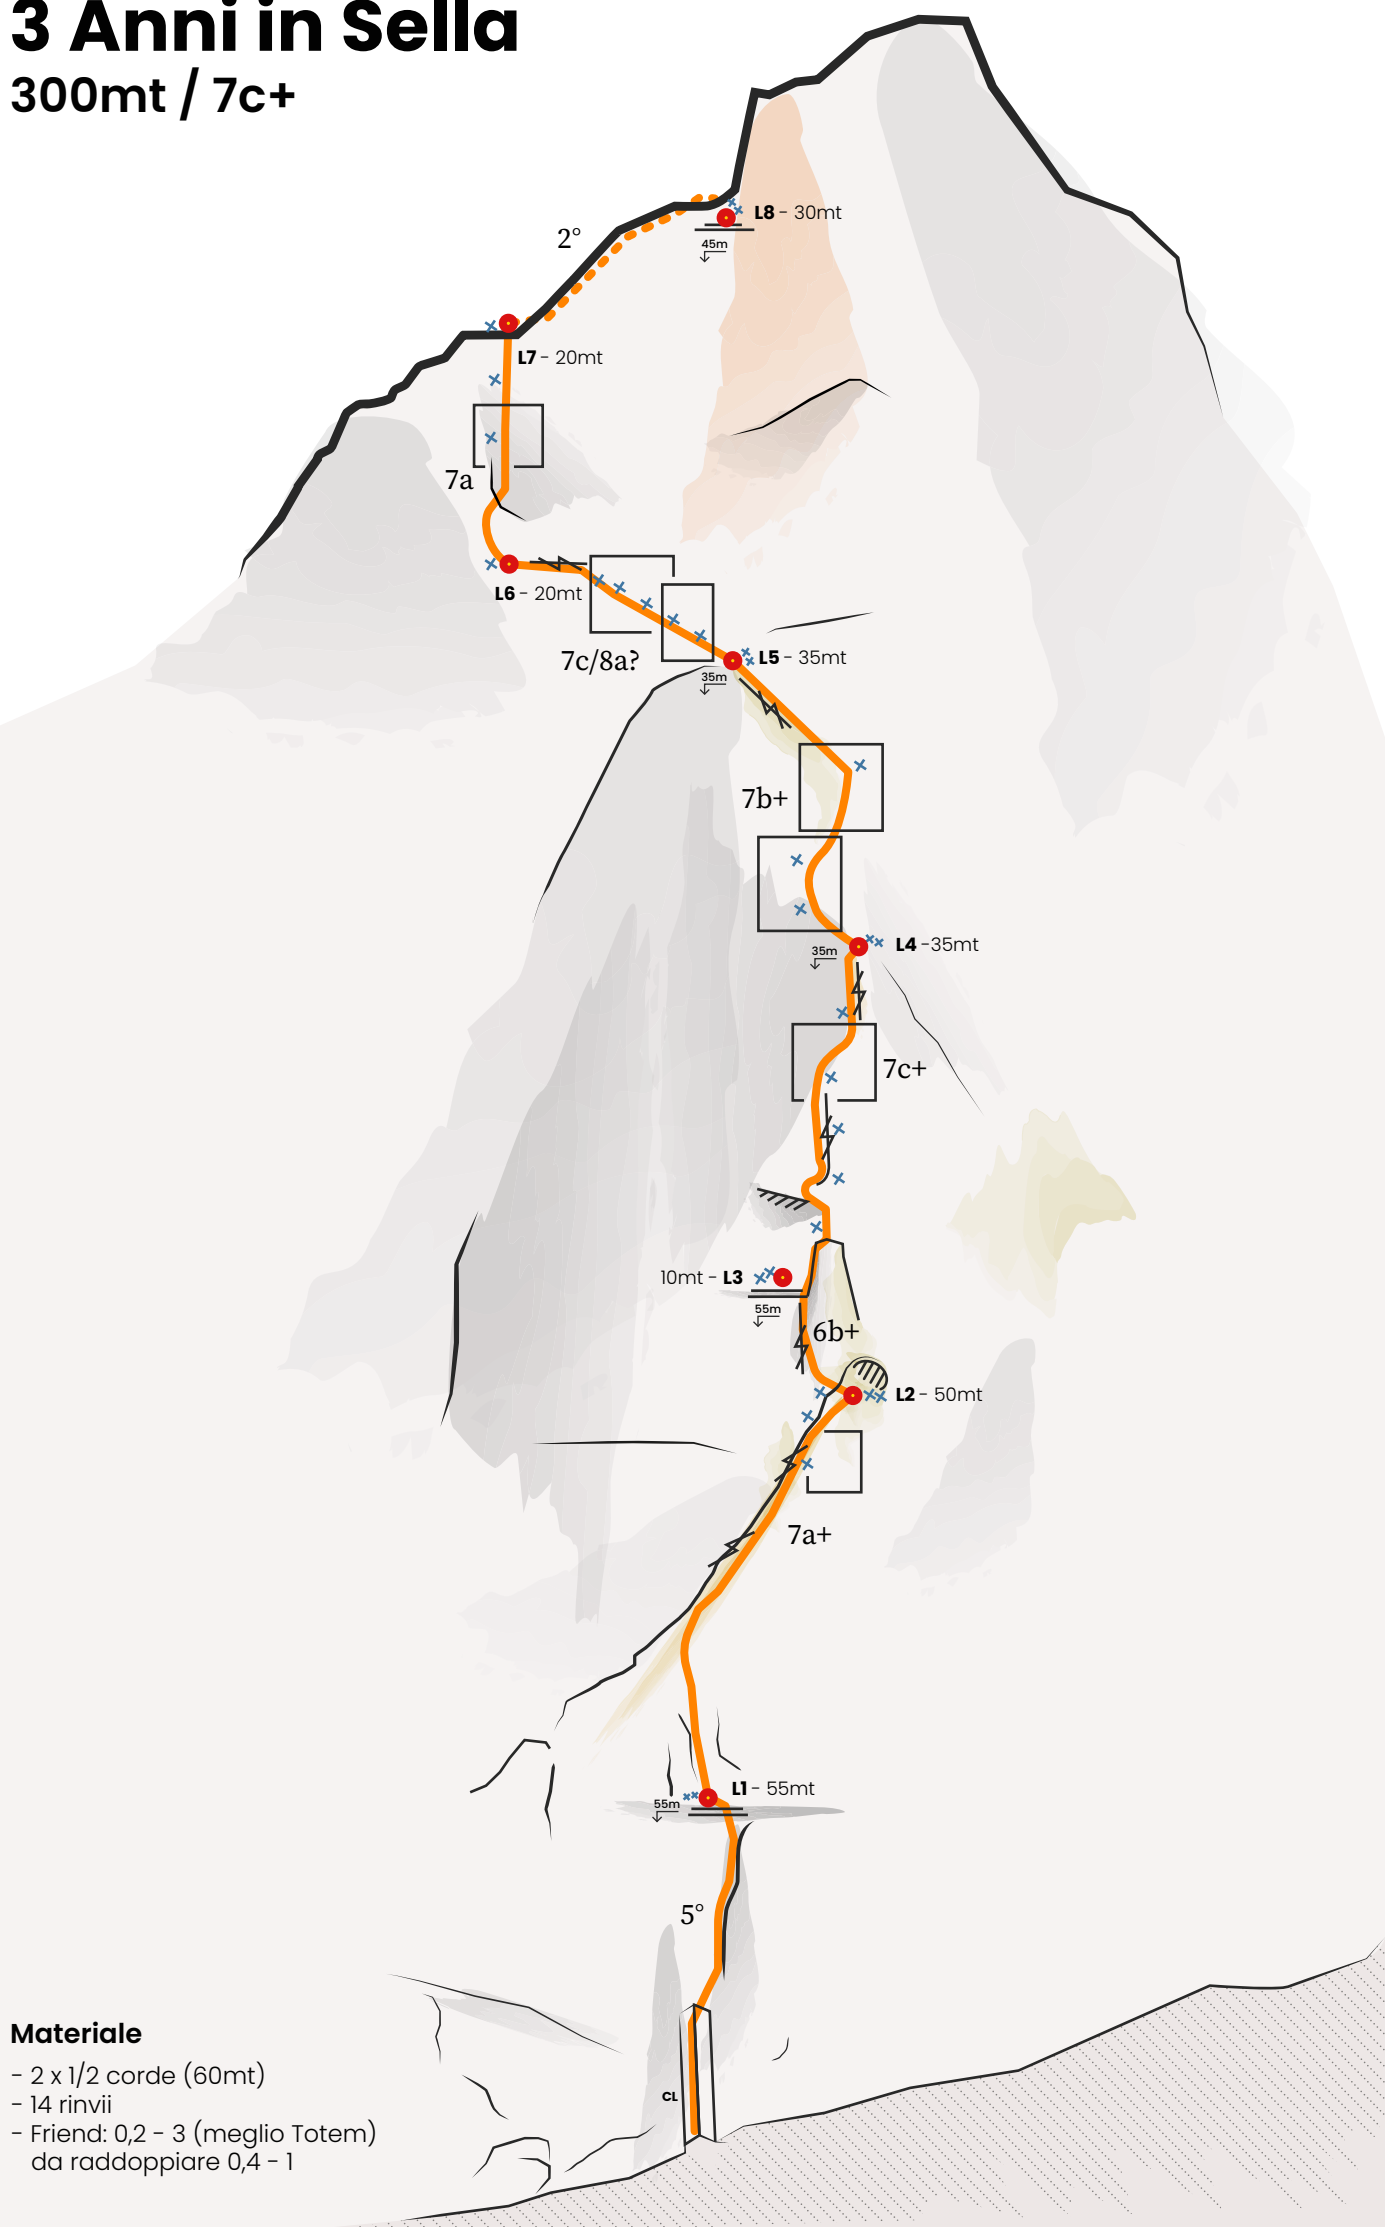 3 Anni in Sella
300mt / 7c+
L8 - 30mt
2°
45m
L7 - 20mt
7a
L6 - 20mt
7c/8a?
L5 - 35mt
35m
7b+
L4 -35mt
35m
7c+
10mt - L3
55m
6b+
L2 - 50mt
7a+
L1 - 55mt
55m
5°
CL
Materiale
- 2 x 1/2 corde (60mt)
- 14 rinvii
- Friend: 0,2 - 3 (meglio Totem)
da raddoppiare 0,4 - 1